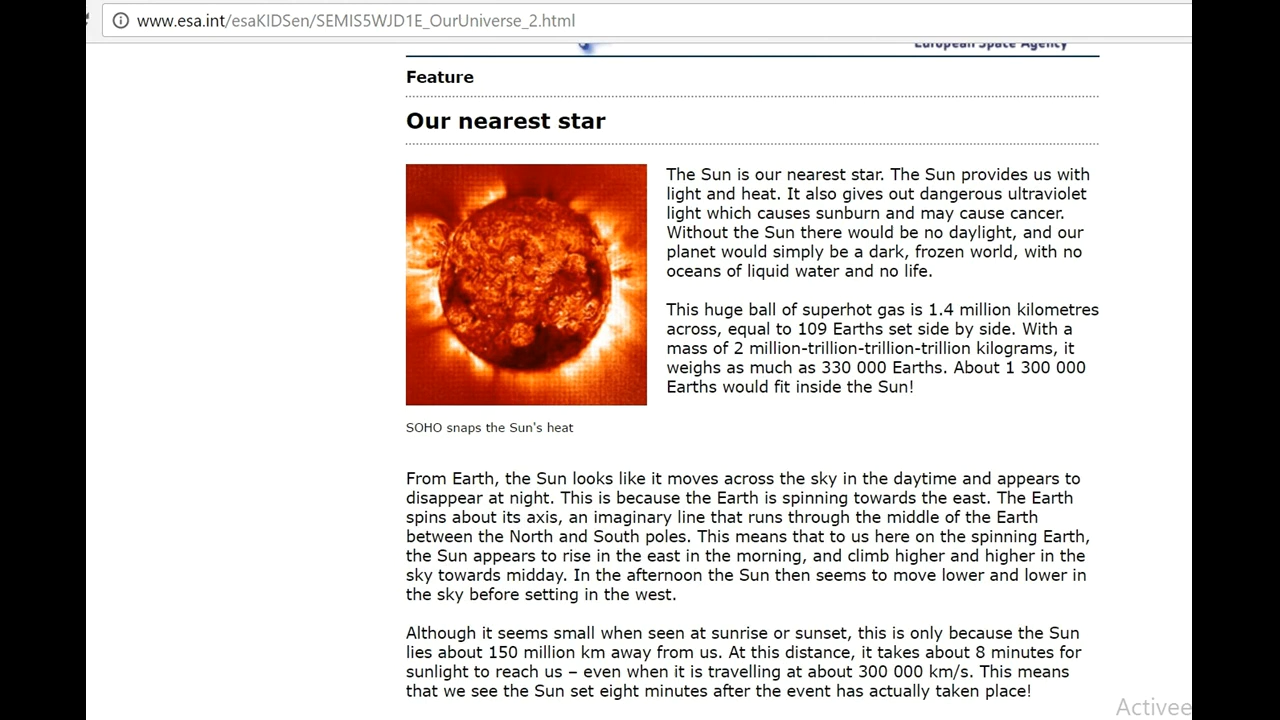 www.esa.int/esaKIDSen/SEMIS5WJD1E_OurUniverse_2.html
European Space Agency
Feature
Our nearest star
The Sun is our nearest star. The Sun provides us with
light and heat. It also gives out dangerous ultraviolet
light which causes sunburn and may cause cancer.
Without the Sun there would be no daylight, and our
planet would simply be a dark, frozen world, with no
oceans of liquid water and no life.
This huge ball of superhot gas is 1.4 million kilometres
across, equal to 109 Earths set side by side. With a
mass of 2 million-trillion-trillion-trillion kilograms, it
weighs as much as 330 000 Earths. About 1 300 000
Earths would fit inside the Sun!
SOHO snaps the Sun's heat
From Earth, the Sun looks like it moves across the sky in the daytime and appears to
disappear at night. This is because the Earth is spinning towards the east. The Earth
spins about its axis, an imaginary line that runs through the middle of the Earth
between the North and South poles. This means that to us here on the spinning Earth,
the Sun appears to rise in the east in the morning, and climb higher and higher in the
sky towards midday. In the afternoon the Sun then seems to move lower and lower in
the sky before setting in the west.
Although it seems small when seen at sunrise or sunset, this is only because the Sun
lies about 150 million km away from us. At this distance, it takes about 8 minutes for
sunlight to reach us – even when it is travelling at about 300 000 km/s. This means
that we see the Sun set eight minutes after the event has actually taken place!
Activee